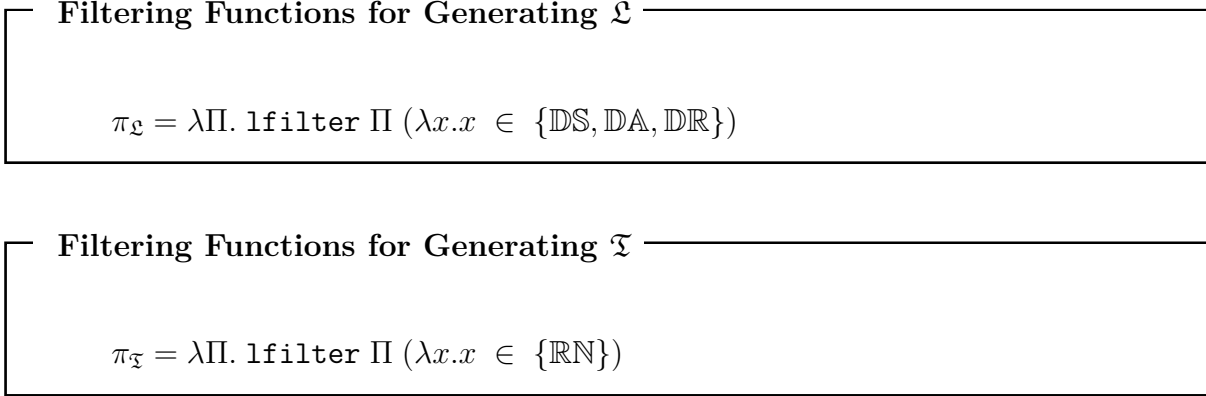 Filtering Functions for Generating 𝔏
π_𝔏 = λΠ. lfilter Π (λx.x ∈ {𝔻𝕊, 𝔻𝔸, 𝔻ℝ})
Filtering Functions for Generating 𝔗
π_𝔗 = λΠ. lfilter Π (λx.x ∈ {ℝℕ})